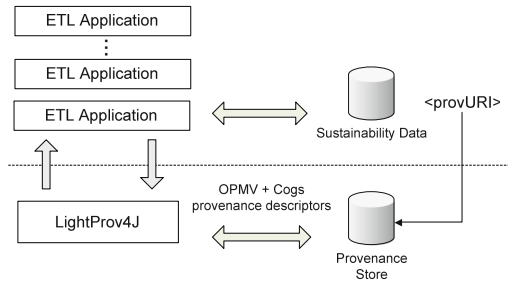 ETL Application
ETL Application
ETL Application
Sustainability Data
<provURI>
LightProv4J
OPMV + Cogs
provenance descriptors
Provenance
Store